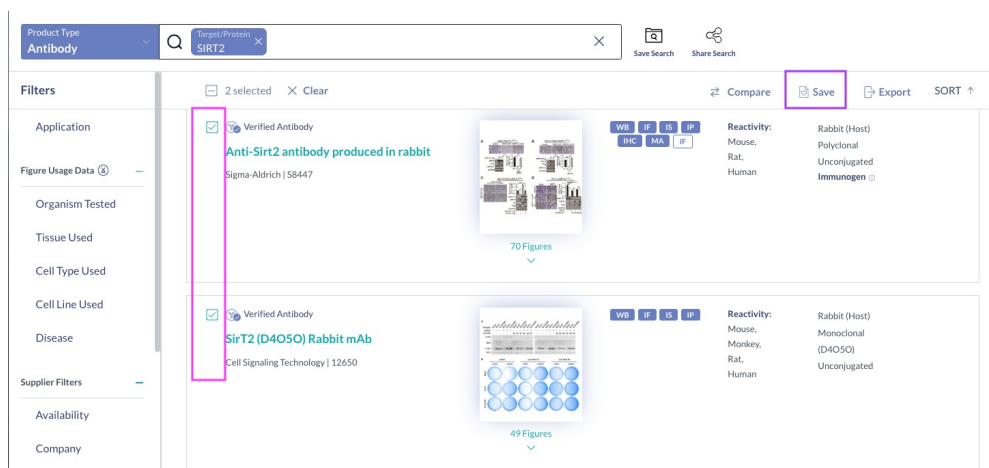 Product Type
Antibody
Target/Protein
SIRT2
Save Search
Share Search
Filters
2 selected
Clear
Compare
Save
Export
SORT
Application
Figure Usage Data
Organism Tested
Tissue Used
Cell Type Used
Cell Line Used
Disease
Supplier Filters
Availability
Company
Verified Antibody
Anti-Sirt2 antibody produced in rabbit
Sigma-Aldrich | S8447
70 Figures
WB IF IS IP
IHC MA IF
Reactivity:
Mouse,
Rat,
Human
Rabbit (Host)
Polyclonal
Unconjugated
Immunogen
Verified Antibody
SirT2 (D4O5O) Rabbit mAb
Cell Signaling Technology | 12650
49 Figures
WB IF IS IP
Reactivity:
Mouse,
Monkey,
Rat,
Human
Rabbit (Host)
Monoclonal
(D4O5O)
Unconjugated